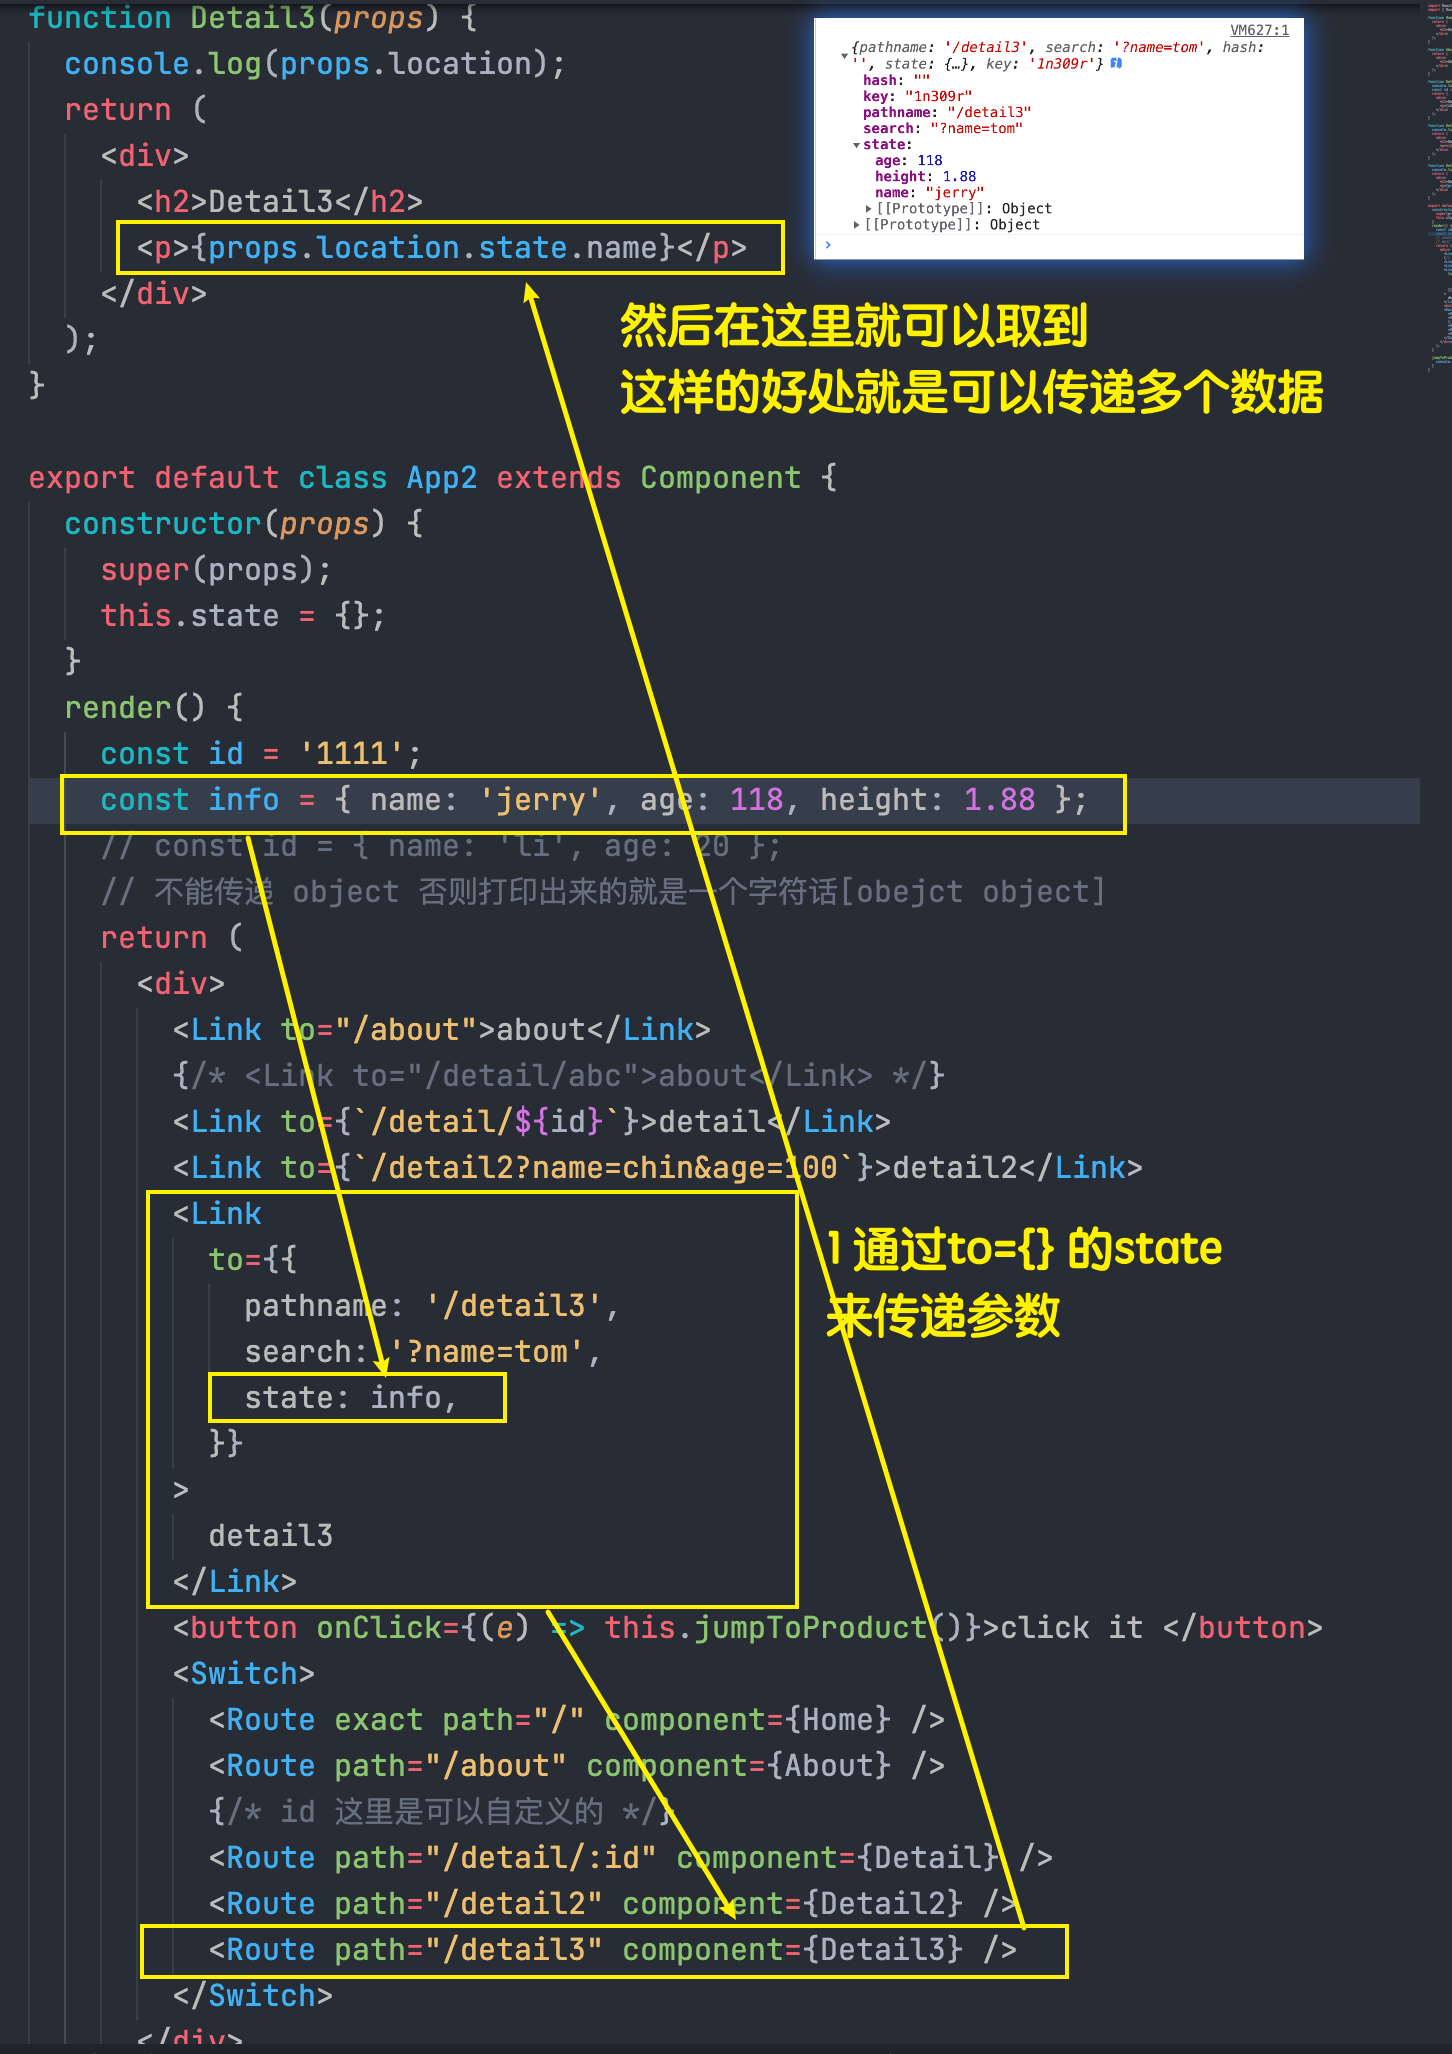 function Detail3(props) {
console.log(props.location);
return (
<div>
<h2>Detail3</h2>
<p>{props.location.state.name}</p>
</div>
);
}
VM627:1
{pathname: '/detail3', search: '?name=tom', hash:
'', state: {…}, key: '1n309r'}
hash: ""
key: "1n309r"
pathname: "/detail3"
search: "?name=tom"
state:
age: 118
height: 1.88
name: "jerry"
[[Prototype]]: Object
[[Prototype]]: Object
然后在这里就可以取到
这样的好处就是可以传递多个数据
export default class App2 extends Component {
constructor(props) {
super(props);
this.state = {};
}
render() {
const id = '1111';
const info = { name: 'jerry', age: 118, height: 1.88 };
// const id = { name: 'li', age: 20 };
// 不能传递 object 否则打印出来的就是一个字符话[obejct object]
return (
<div>
<Link to="/about">about</Link>
{/* <Link to="/detail/abc">about</Link> */}
<Link to={`/detail/${id}`}>detail</Link>
<Link to={`/detail2?name=chin&age=100`}>detail2</Link>
<Link
to={{
pathname: '/detail3',
search: '?name=tom',
state: info,
}}
>
detail3
</Link>
1 通过to={} 的state
来传递参数
<button onClick={(e) => this.jumpToProduct()}>click it </button>
<Switch>
<Route exact path="/" component={Home} />
<Route path="/about" component={About} />
{/* id 这里是可以自定义的 */}
<Route path="/detail/:id" component={Detail} />
<Route path="/detail2" component={Detail2} />
<Route path="/detail3" component={Detail3} />
</Switch>
</div>